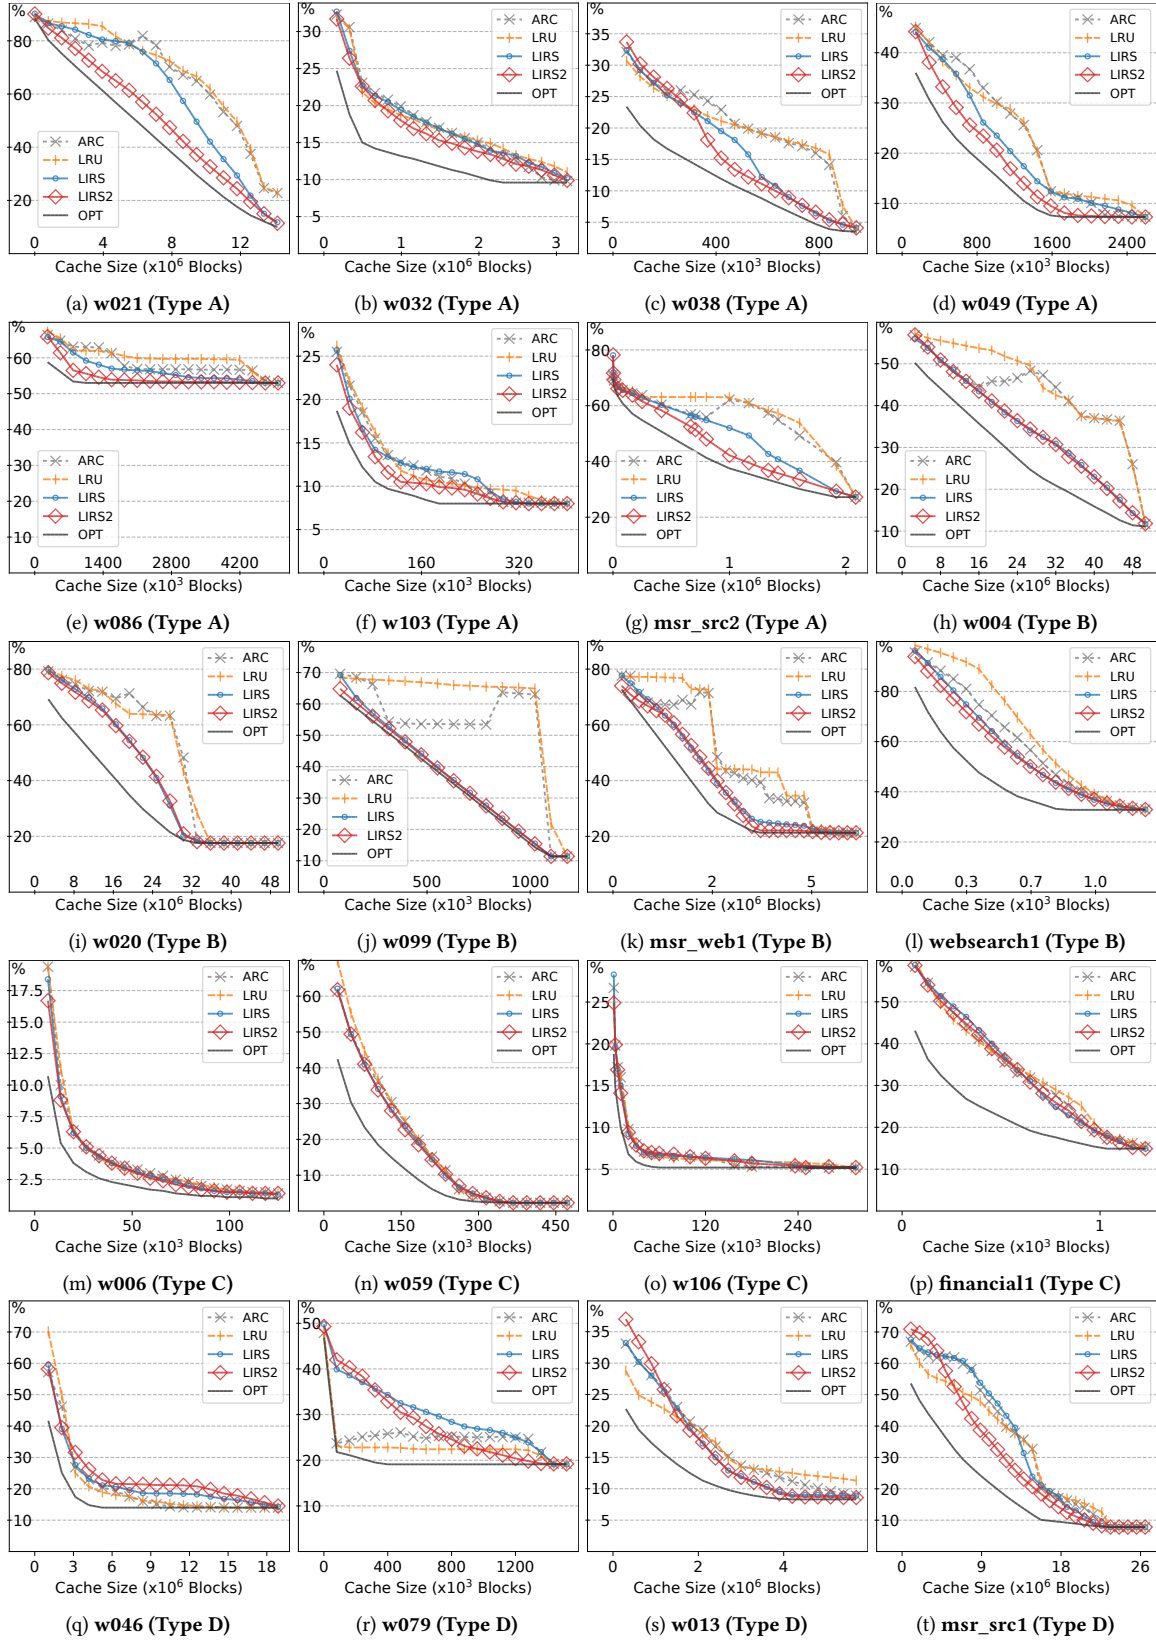 %
80
60
40
20
0 4 8 12
Cache Size (x10⁶ Blocks)
ARC
LRU
LIRS
LIRS2
OPT
(a) w021 (Type A)
%
30
25
20
15
10
5
0 1 2 3
Cache Size (x10⁶ Blocks)
ARC
LRU
LIRS
LIRS2
OPT
(b) w032 (Type A)
%
35
30
25
20
15
10
5
0 400 800
Cache Size (x10³ Blocks)
ARC
LRU
LIRS
LIRS2
OPT
(c) w038 (Type A)
%
40
30
20
10
0 800 1600 2400
Cache Size (x10³ Blocks)
ARC
LRU
LIRS
LIRS2
OPT
(d) w049 (Type A)
%
60
50
40
30
20
10
0 1400 2800 4200
Cache Size (x10³ Blocks)
ARC
LRU
LIRS
LIRS2
OPT
(e) w086 (Type A)
%
25
20
15
10
5
0 160 320
Cache Size (x10³ Blocks)
ARC
LRU
LIRS
LIRS2
OPT
(f) w103 (Type A)
%
80
60
40
20
0 1 2
Cache Size (x10⁶ Blocks)
ARC
LRU
LIRS
LIRS2
OPT
(g) msr_src2 (Type A)
%
50
40
30
20
10
0 8 16 24 32 40 48
Cache Size (x10⁶ Blocks)
ARC
LRU
LIRS
LIRS2
OPT
(h) w004 (Type B)
%
80
60
40
20
0 8 16 24 32 40 48
Cache Size (x10⁶ Blocks)
ARC
LRU
LIRS
LIRS2
OPT
(i) w020 (Type B)
%
70
60
50
40
30
20
10
0 500 1000
Cache Size (x10³ Blocks)
ARC
LRU
LIRS
LIRS2
OPT
(j) w099 (Type B)
%
80
60
40
20
0 2 5
Cache Size (x10⁶ Blocks)
ARC
LRU
LIRS
LIRS2
OPT
(k) msr_web1 (Type B)
%
80
60
40
20
0.0 0.3 0.7 1.0
Cache Size (x10⁶ Blocks)
ARC
LRU
LIRS
LIRS2
OPT
(l) websearch1 (Type B)
%
17.5
15.0
12.5
10.0
7.5
5.0
2.5
0 50 100
Cache Size (x10³ Blocks)
ARC
LRU
LIRS
LIRS2
OPT
(m) w006 (Type C)
%
60
50
40
30
20
10
0 150 300 450
Cache Size (x10³ Blocks)
ARC
LRU
LIRS
LIRS2
OPT
(n) w059 (Type C)
%
25
20
15
10
5
0 120 240
Cache Size (x10³ Blocks)
ARC
LRU
LIRS
LIRS2
OPT
(o) w106 (Type C)
%
50
40
30
20
10
0 1
Cache Size (x10³ Blocks)
ARC
LRU
LIRS
LIRS2
OPT
(p) financial1 (Type C)
%
70
60
50
40
30
20
10
0 3 6 9 12 15 18
Cache Size (x10⁶ Blocks)
ARC
LRU
LIRS
LIRS2
OPT
(q) w046 (Type D)
%
50
40
30
20
10
0 400 800 1200
Cache Size (x10³ Blocks)
ARC
LRU
LIRS
LIRS2
OPT
(r) w079 (Type D)
%
35
30
25
20
15
10
5
0 2 4
Cache Size (x10⁶ Blocks)
ARC
LRU
LIRS
LIRS2
OPT
(s) w013 (Type D)
%
70
60
50
40
30
20
10
0 9 18 26
Cache Size (x10⁶ Blocks)
ARC
LRU
LIRS
LIRS2
OPT
(t) msr_src1 (Type D)